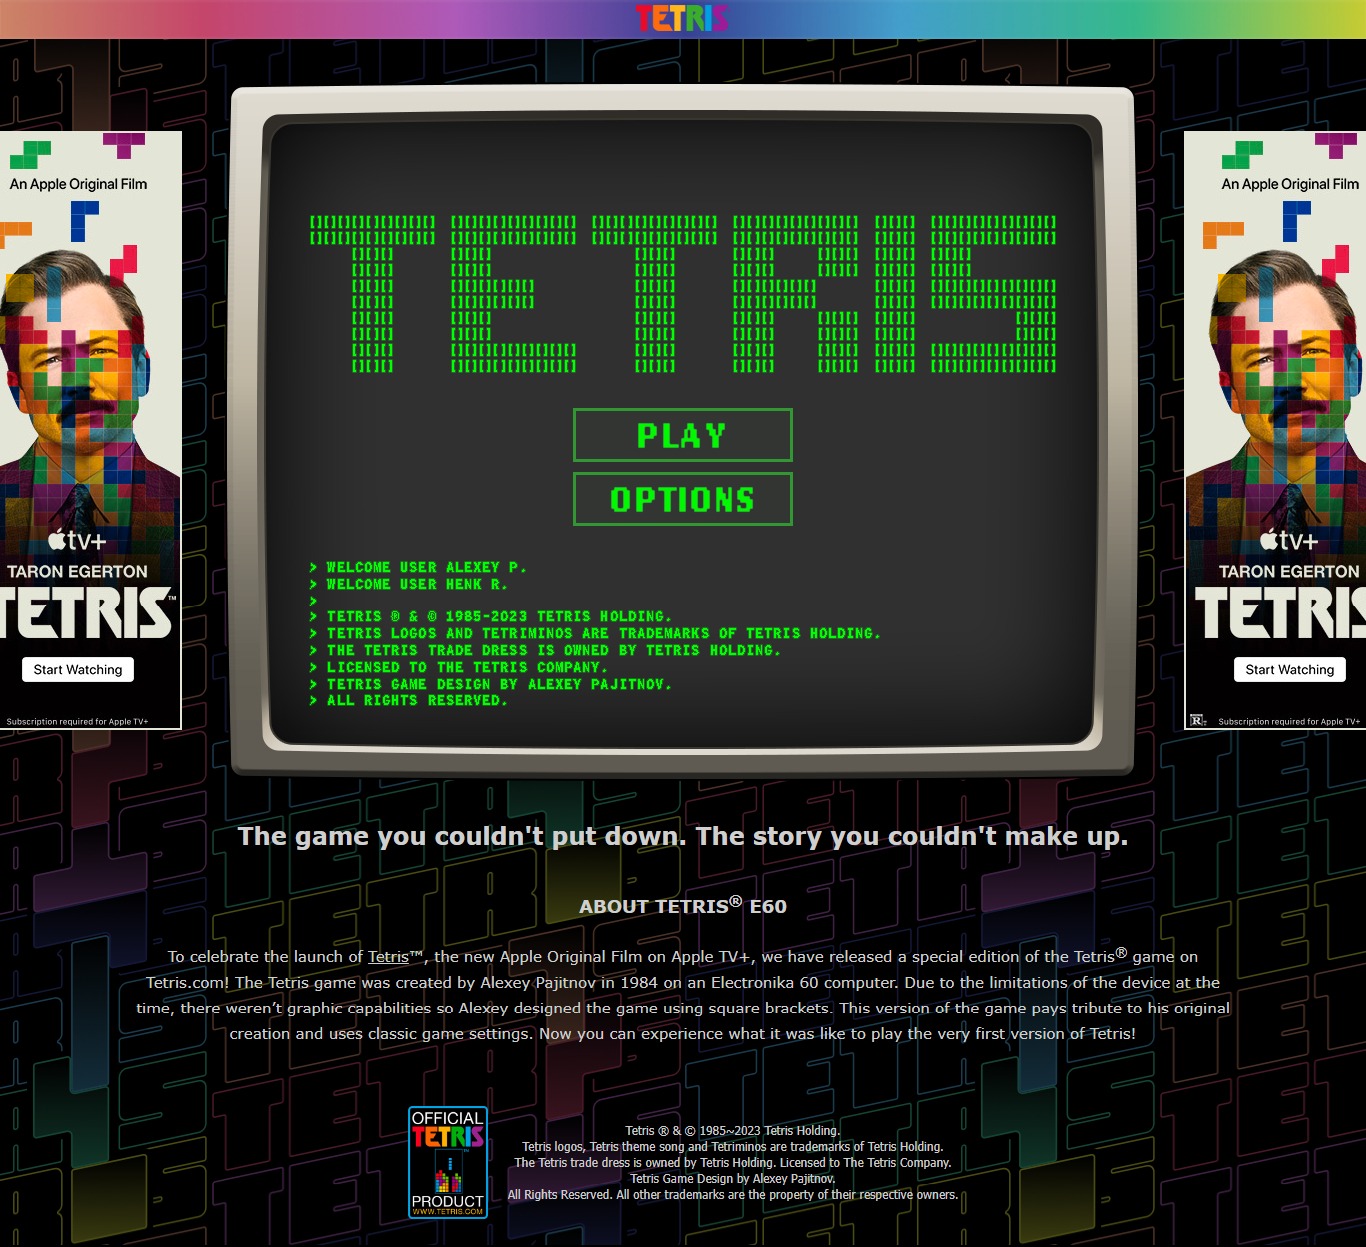 TETRIS
An Apple Original Film
tv+
TARON EGERTON
TETRIS™
Start Watching
Subscription required for Apple TV+
TETRIS
PLAY
OPTIONS
> WELCOME USER ALEXEY P.
> WELCOME USER HENK R.
>
> TETRIS ® & © 1985-2023 TETRIS HOLDING.
> TETRIS LOGOS AND TETRIMINOS ARE TRADEMARKS OF TETRIS HOLDING.
> THE TETRIS TRADE DRESS IS OWNED BY TETRIS HOLDING.
> LICENSED TO THE TETRIS COMPANY.
> TETRIS GAME DESIGN BY ALEXEY PAJITNOV.
> ALL RIGHTS RESERVED.
An Apple Original Film
tv+
TARON EGERTON
TETRIS
Start Watching
R Subscription required for Apple TV+
The game you couldn't put down. The story you couldn't make up.
ABOUT TETRIS® E60
To celebrate the launch of Tetris™, the new Apple Original Film on Apple TV+, we have released a special edition of the Tetris® game on
Tetris.com! The Tetris game was created by Alexey Pajitnov in 1984 on an Electronika 60 computer. Due to the limitations of the device at the
time, there weren’t graphic capabilities so Alexey designed the game using square brackets. This version of the game pays tribute to his original
creation and uses classic game settings. Now you can experience what it was like to play the very first version of Tetris!
OFFICIAL
TETRIS
PRODUCT
WWW.TETRIS.COM
Tetris ® & © 1985~2023 Tetris Holding.
Tetris logos, Tetris theme song and Tetriminos are trademarks of Tetris Holding.
The Tetris trade dress is owned by Tetris Holding. Licensed to The Tetris Company.
Tetris Game Design by Alexey Pajitnov.
All Rights Reserved. All other trademarks are the property of their respective owners.